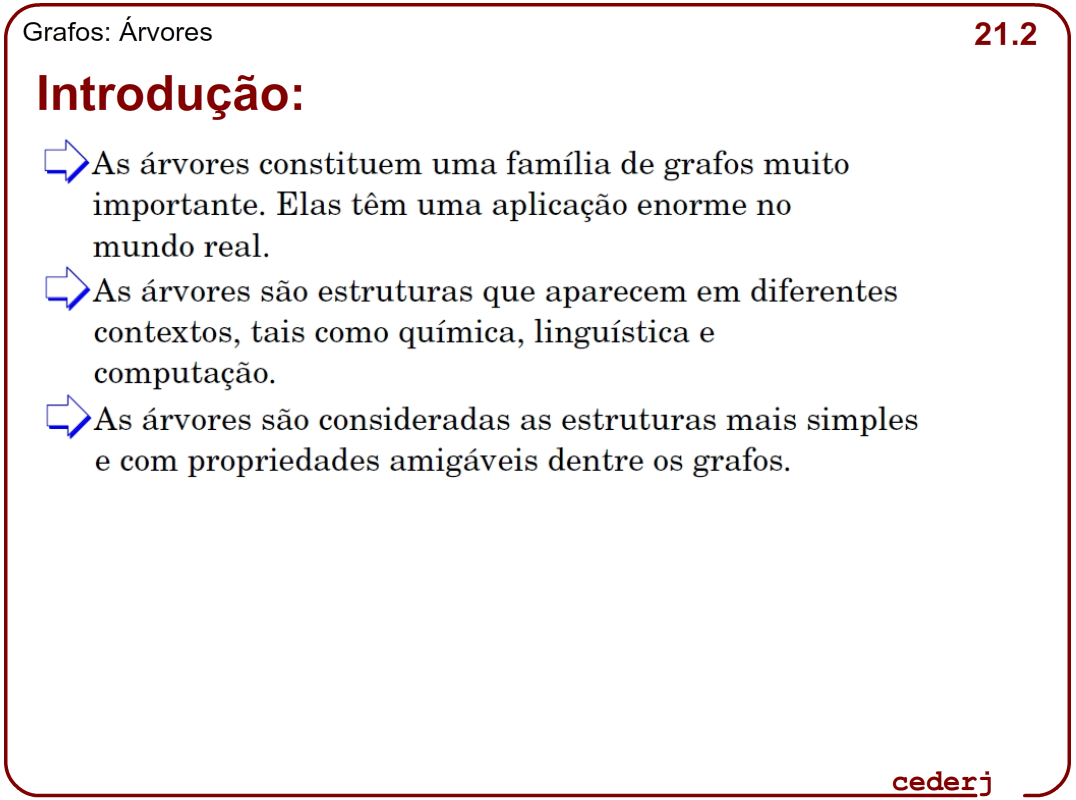 Grafos: Árvores
21.2
Introdução:
As árvores constituem uma família de grafos muito
importante. Elas têm uma aplicação enorme no
mundo real.
As árvores são estruturas que aparecem em diferentes
contextos, tais como química, linguística e
computação.
As árvores são consideradas as estruturas mais simples
e com propriedades amigáveis dentre os grafos.
cederj